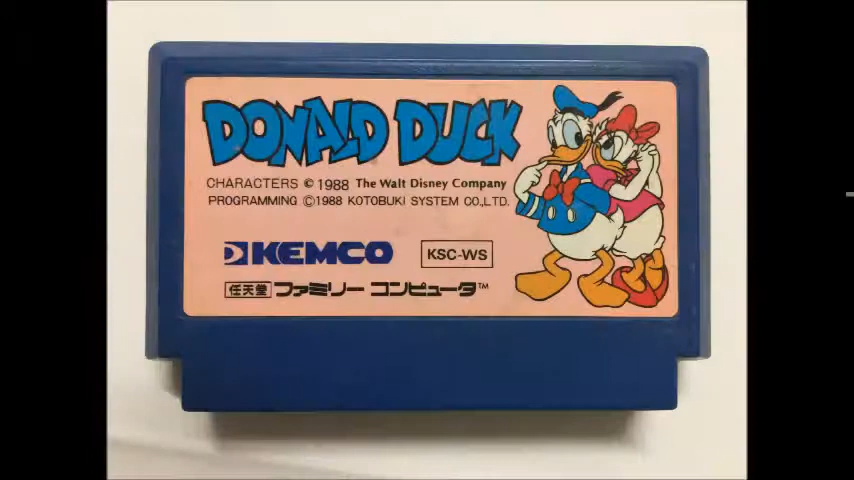 DONALD DUCK
CHARACTERS © 1988 The Walt Disney Company
PROGRAMMING ©1988 KOTOBUKI SYSTEM CO.,LTD.
KEMCO
KSC-WS
任天堂 ファミリー コンピュータ™